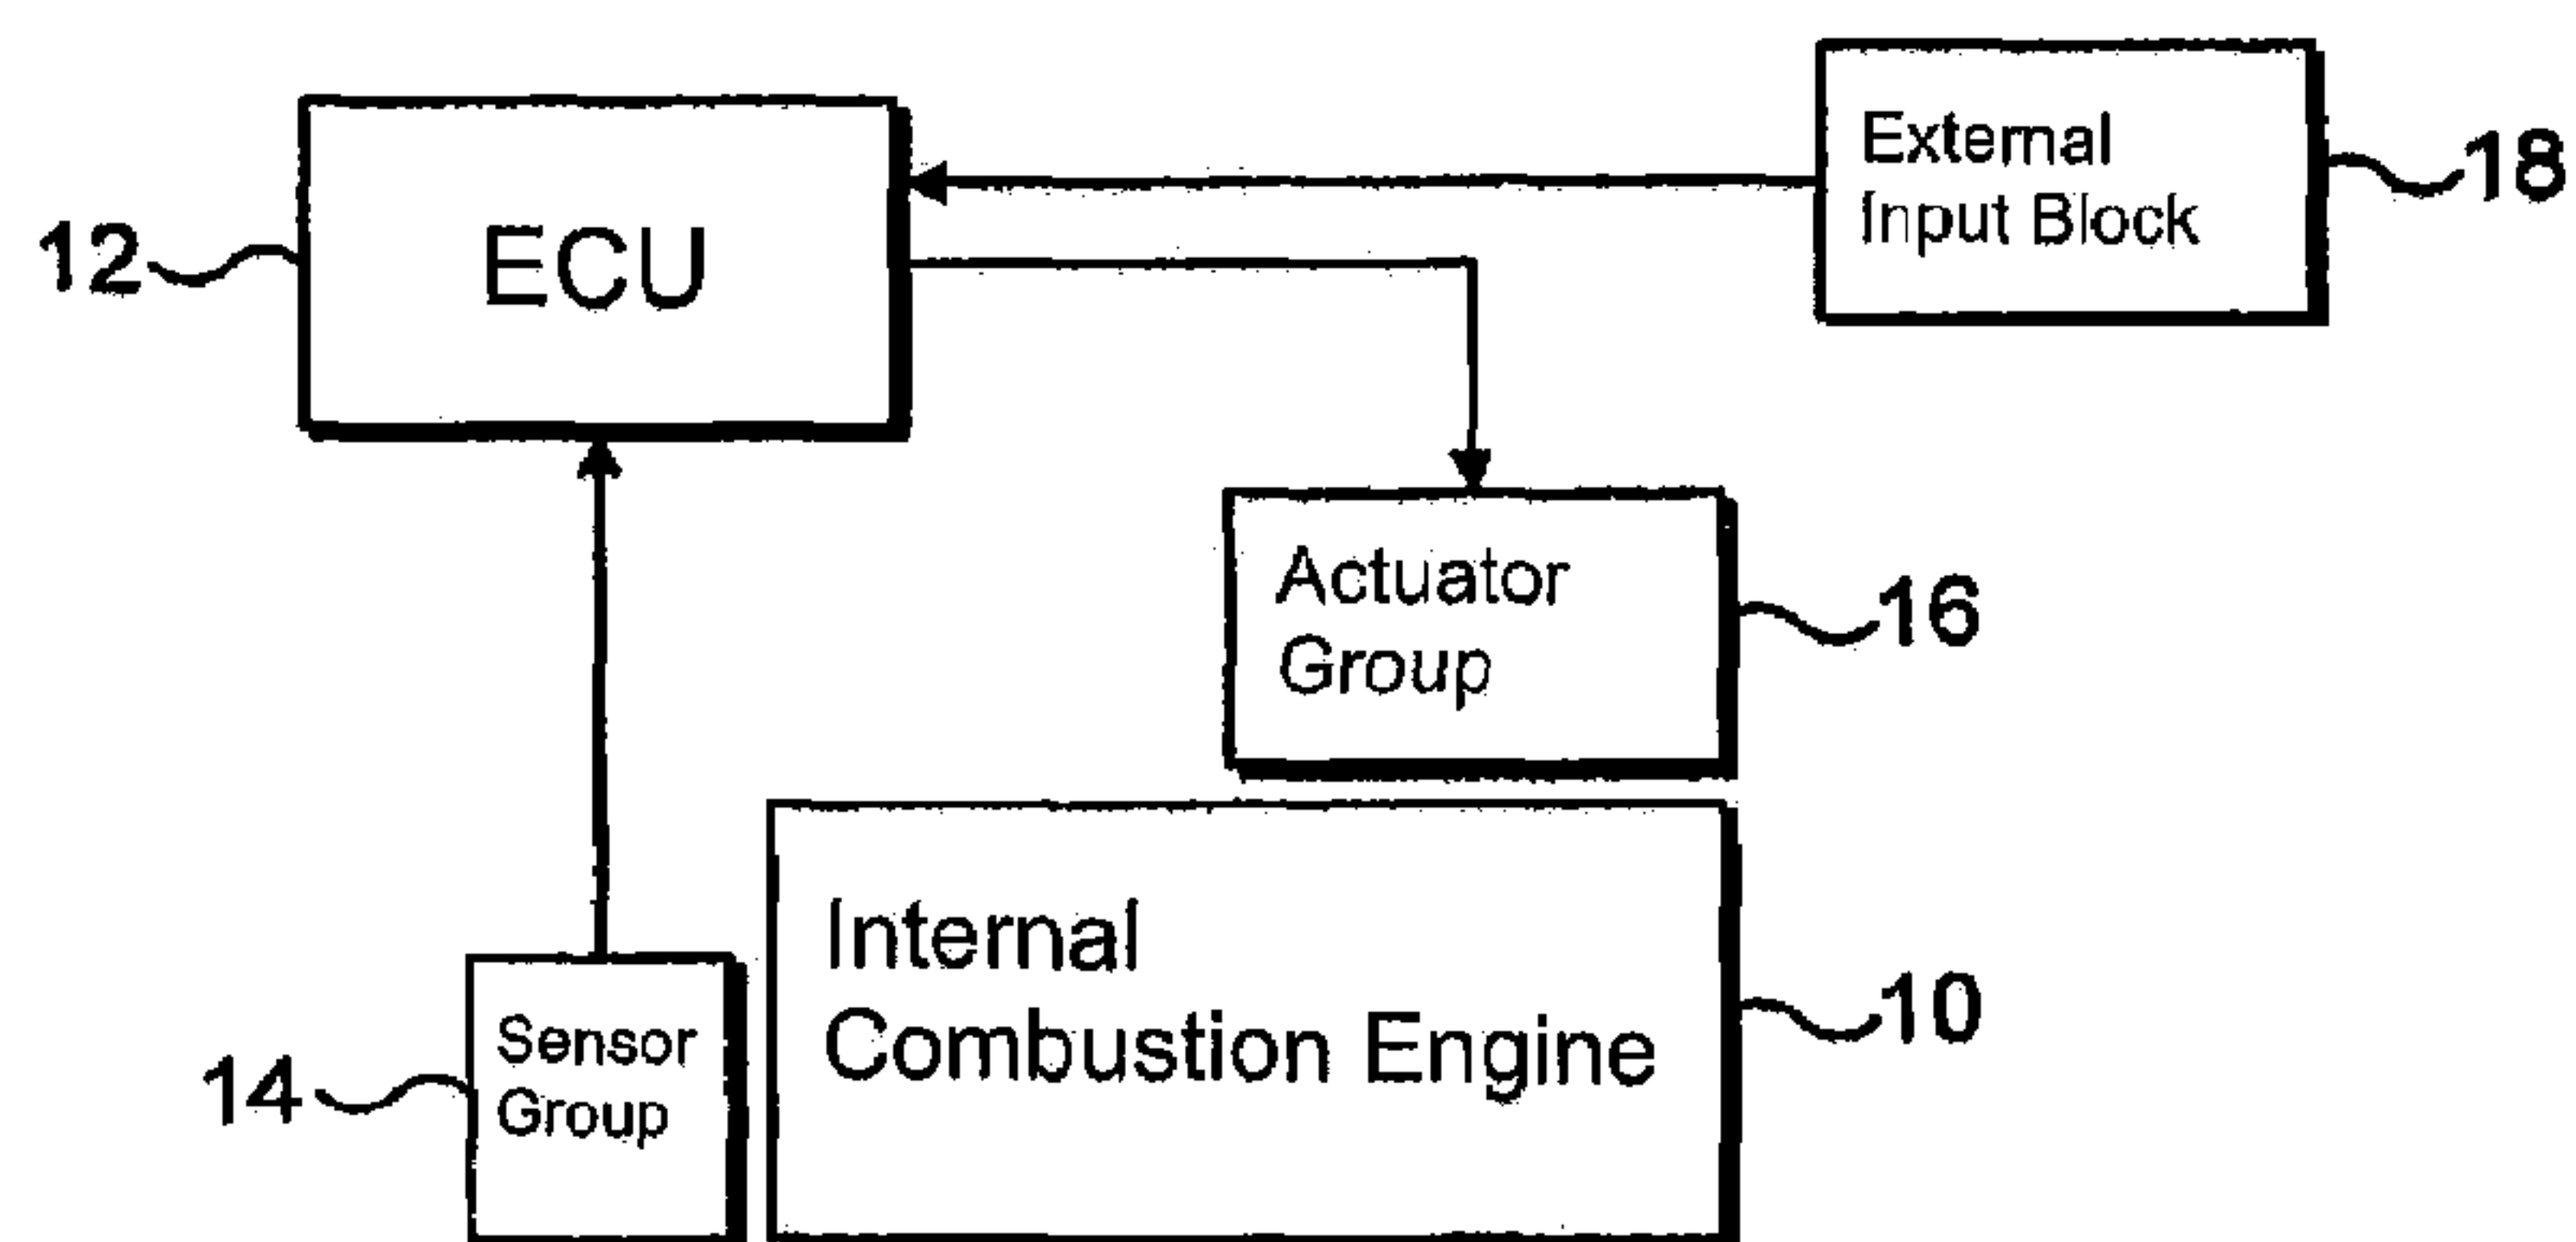 External
Input Block
18
12
ECU
Actuator
Group
16
Internal
Combustion Engine
10
Sensor
Group
14